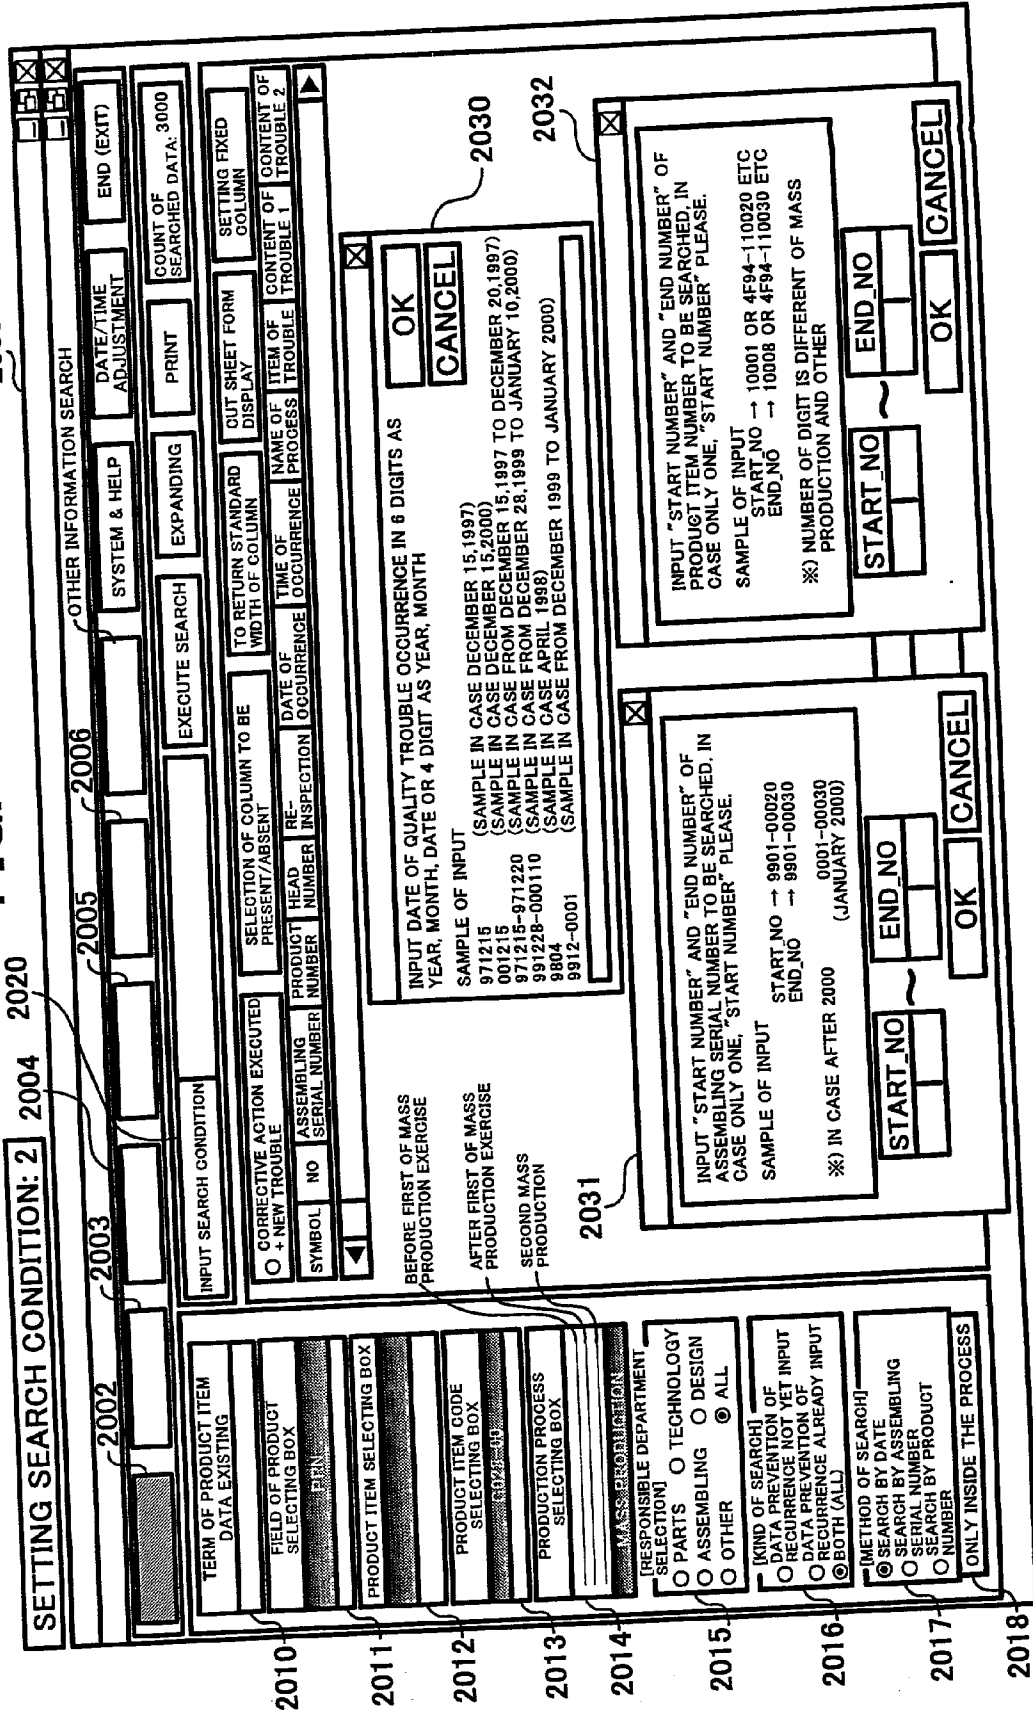 SETTING SEARCH CONDITION: 2
2002
2003
2004
2020
2005
2006
OTHER INFORMATION SEARCH
SYSTEM & HELP
DATE/TIME
ADJUSTMENT
END (EXIT)
INPUT SEARCH CONDITION
EXECUTE SEARCH
EXPANDING
PRINT
COUNT OF
SEARCHED DATA: 3000
CORRECTIVE ACTION EXECUTED
+ NEW TROUBLE
SELECTION OF COLUMN TO BE
PRESENT/ABSENT
TO RETURN STANDARD
WIDTH OF COLUMN
CUT SHEET FORM
DISPLAY
SETTING FIXED
COLUMN
SYMBOL
NO
ASSEMBLING
SERIAL NUMBER
PRODUCT
NUMBER
HEAD
NUMBER
RE-
INSPECTION
DATE OF
OCCURRENCE
TIME OF
OCCURRENCE
NAME OF
PROCESS
ITEM OF
TROUBLE
CONTENT OF
TROUBLE 1
CONTENT OF
TROUBLE 2
TERM OF PRODUCT ITEM
DATA EXISTING
FIELD OF PRODUCT
SELECTING BOX
PRODUCT ITEM SELECTING BOX
PRODUCT ITEM CODE
SELECTING BOX
PRODUCTION PROCESS
SELECTING BOX
MASS PRODUCTION
[RESPONSIBLE DEPARTMENT
SELECTION]
PARTS TECHNOLOGY
ASSEMBLING DESIGN
OTHER ALL
[KIND OF SEARCH]
DATA PREVENTION OF
RECURRENCE NOT YET INPUT
DATA PREVENTION OF
RECURRENCE ALREADY INPUT
BOTH (ALL)
[METHOD OF SEARCH]
SEARCH BY DATE
SEARCH BY ASSEMBLING
SERIAL NUMBER
SEARCH BY PRODUCT
NUMBER
ONLY INSIDE THE PROCESS
2010
2011
2012
2013
2014
2015
2016
2017
2018
BEFORE FIRST OF MASS
PRODUCTION EXERCISE
AFTER FIRST OF MASS
PRODUCTION EXERCISE
SECOND MASS
PRODUCTION
2030
INPUT DATE OF QUALITY TROUBLE OCCURRENCE IN 6 DIGITS AS
YEAR, MONTH, DATE OR 4 DIGIT AS YEAR, MONTH
OK
CANCEL
SAMPLE OF INPUT
971215 (SAMPLE IN CASE DECEMBER 15,1997)
001215 (SAMPLE IN CASE DECEMBER 15,2000)
971215-971220 (SAMPLE IN CASE FROM DECEMBER 15,1997 TO DECEMBER 20,1997)
991228-000110 (SAMPLE IN CASE FROM DECEMBER 28,1999 TO JANUARY 10,2000)
9804 (SAMPLE IN CASE APRIL 1998)
9912-0001 (SAMPLE IN CASE FROM DECEMBER 1999 TO JANUARY 2000)
2031
INPUT "START NUMBER" AND "END NUMBER" OF
ASSEMBLING SERIAL NUMBER TO BE SEARCHED, IN
CASE ONLY ONE, "START NUMBER" PLEASE.
SAMPLE OF INPUT
START_NO → 9901-00020
END_NO → 9901-00030
※) IN CASE AFTER 2000 0001-00030
(JANUARY 2000)
START_NO ~ END_NO
OK CANCEL
2032
INPUT "START NUMBER" AND "END NUMBER" OF
PRODUCT ITEM NUMBER TO BE SEARCHED, IN
CASE ONLY ONE, "START NUMBER" PLEASE.
SAMPLE OF INPUT
START_NO → 10001 OR 4F94-110020 ETC
END_NO → 10008 OR 4F94-110030 ETC
※) NUMBER OF DIGIT IS DIFFERENT OF MASS
PRODUCTION AND OTHER
START_NO ~ END_NO
OK CANCEL